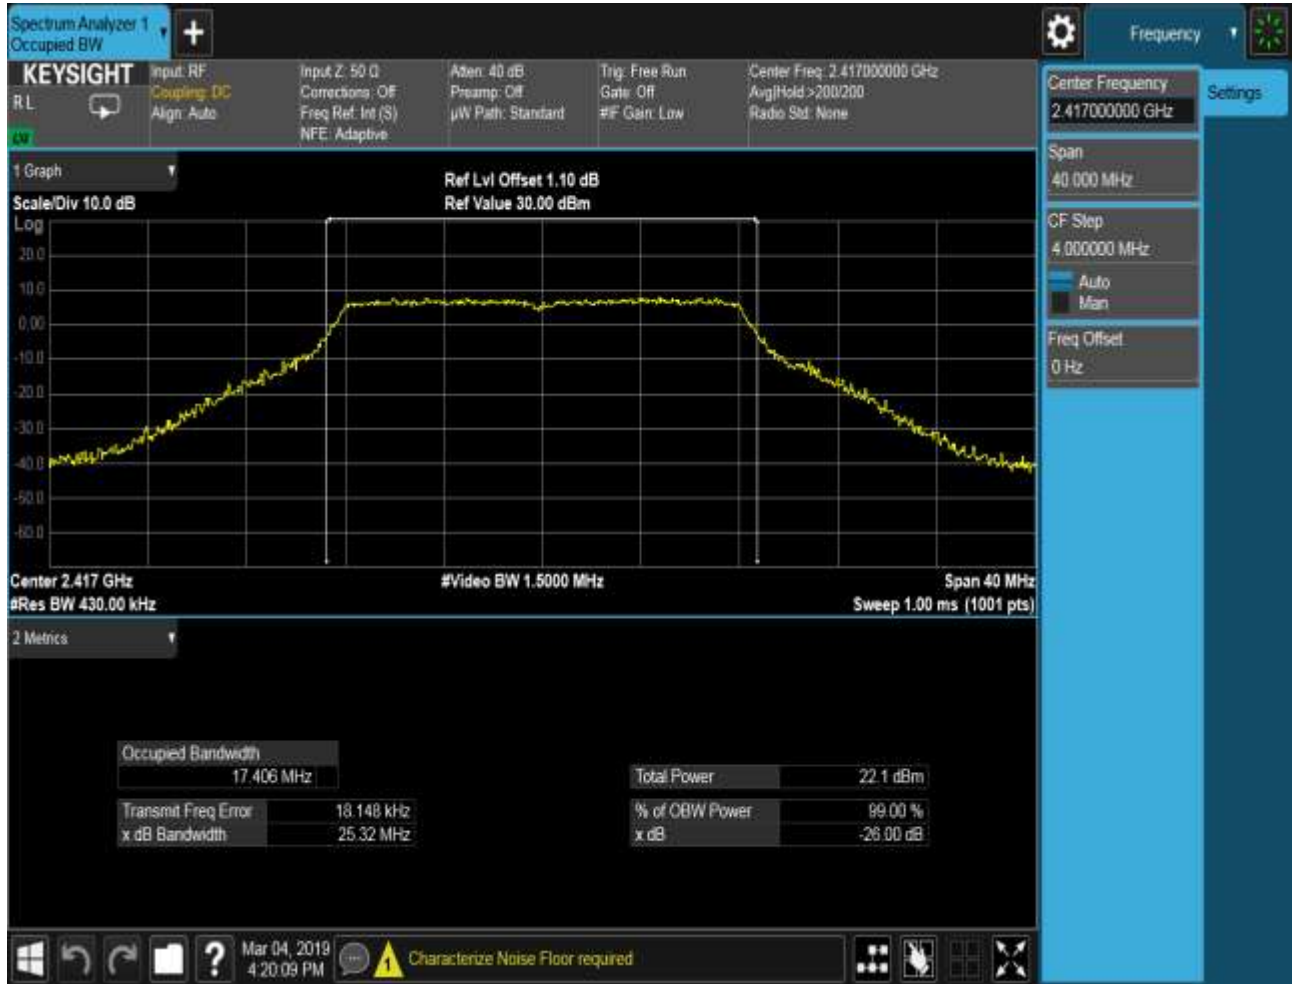 Spectrum Analyzer 1
Occupied BW
Frequency
KEYSIGHT
R L
Input: RF
Coupling: DC
Align: Auto
Input Z: 50 Ω
Corrections: Off
Freq Ref: Int (S)
NFE: Adaptive
Atten: 40 dB
Preamp: Off
µW Path: Standard
Trig: Free Run
Gate: Off
#IF Gain: Low
Center Freq: 2.417000000 GHz
Avg|Hold:>200/200
Radio Std: None
Center Frequency
2.417000000 GHz
Settings
Span
40.000 MHz
CF Step
4.000000 MHz
Auto
Man
Freq Offset
0 Hz
1 Graph
Scale/Div 10.0 dB
Ref Lvl Offset 1.10 dB
Ref Value 30.00 dBm
Log
20.0
10.0
0.00
-10.0
-20.0
-30.0
-40.0
-50.0
-60.0
Center 2.417 GHz
#Video BW 1.5000 MHz
Span 40 MHz
#Res BW 430.00 kHz
Sweep 1.00 ms (1001 pts)
2 Metrics
Occupied Bandwidth
17.406 MHz
Total Power 22.1 dBm
Transmit Freq Error 18.148 kHz
% of OBW Power 99.00 %
x dB Bandwidth 25.32 MHz
x dB -26.00 dB
?
Mar 04, 2019
4:20:09 PM
1
Characterize Noise Floor required